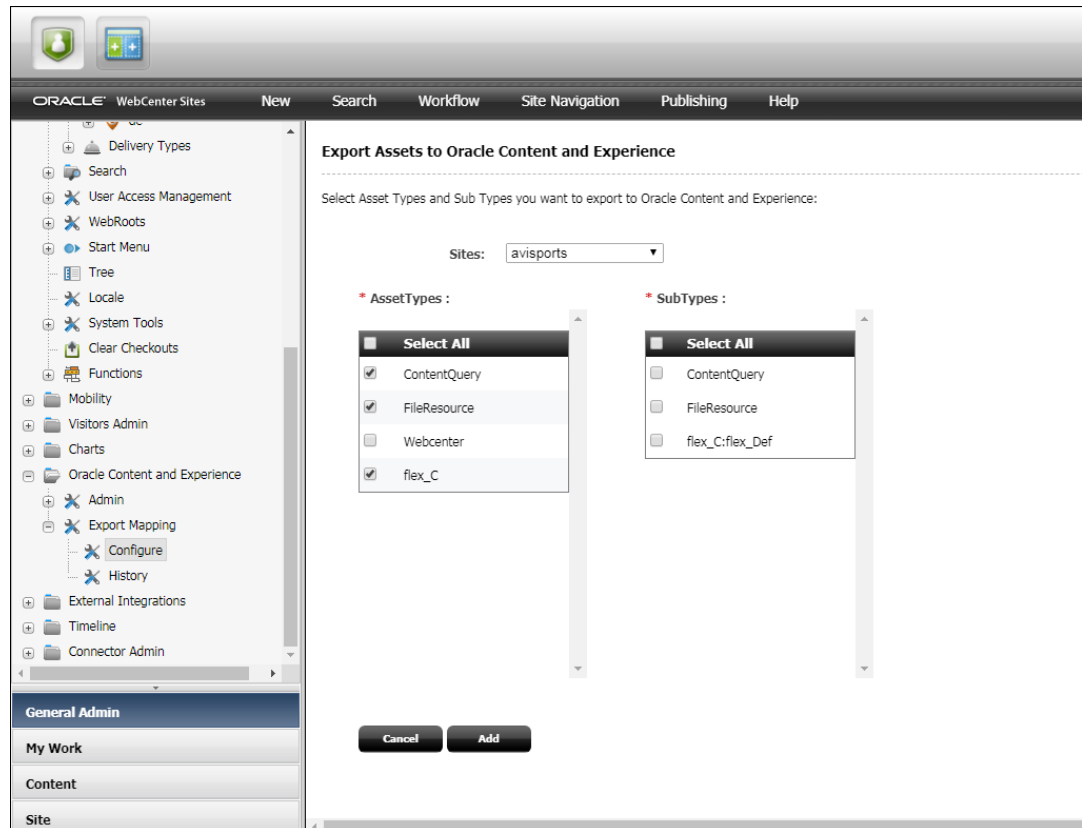 ORACLE WebCenter Sites New Search Workflow Site Navigation Publishing Help
Delivery Types
Search
User Access Management
WebRoots
Start Menu
Tree
Locale
System Tools
Clear Checkouts
Functions
Mobility
Visitors Admin
Charts
Oracle Content and Experience
Admin
Export Mapping
Configure
History
External Integrations
Timeline
Connector Admin
General Admin
My Work
Content
Site
Export Assets to Oracle Content and Experience
Select Asset Types and Sub Types you want to export to Oracle Content and Experience:
Sites: avisports
* AssetTypes :
Select All
ContentQuery
FileResource
Webcenter
flex_C
* SubTypes :
Select All
ContentQuery
FileResource
flex_C:flex_Def
Cancel Add